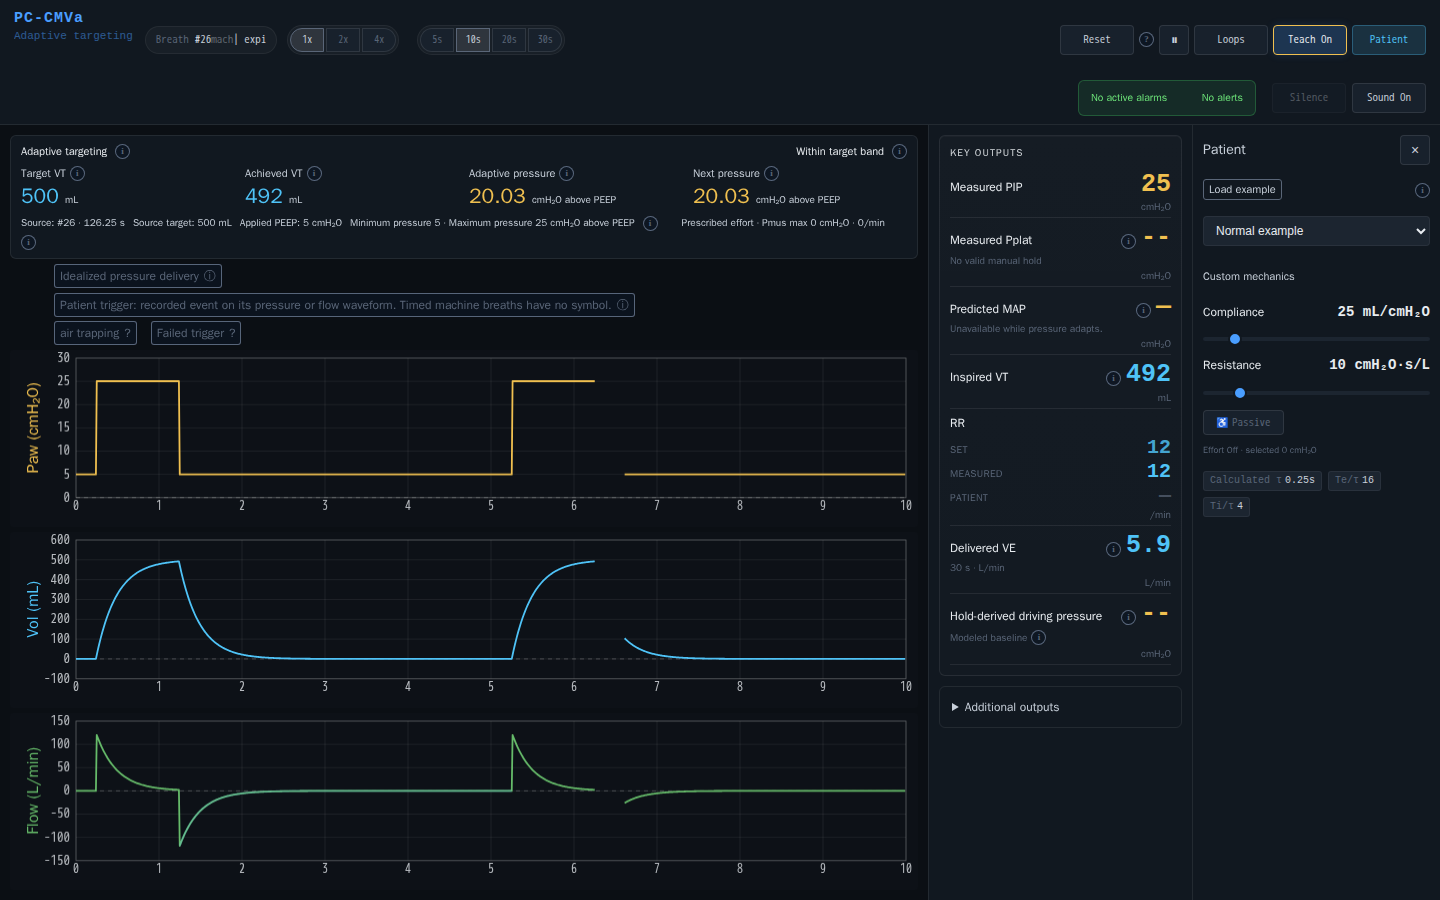 PC-CMVa
Adaptive targeting
Breath #26 mach expi
1x 2x 4x
5s 10s 20s 30s
Reset ? Loops Teach On Patient
No active alarms No alerts
Silence Sound On
Adaptive targeting i
Within target band i
Target VT i Achieved VT i Adaptive pressure i Next pressure i
500 mL 492 mL 20.03 cmH₂O above PEEP 20.03 cmH₂O above PEEP
Source: #26 · 126.25 s Source target: 500 mL Applied PEEP: 5 cmH₂O Minimum pressure 5 · Maximum pressure 25 cmH₂O above PEEP i Prescribed effort · Pmus max 0 cmH₂O · 0/min
i
Idealized pressure delivery ⓘ
Patient trigger: recorded event on its pressure or flow waveform. Timed machine breaths have no symbol. ⓘ
air trapping ? Failed trigger ?
Paw (cmH₂O)
30
25
20
15
10
5
0
0 1 2 3 4 5 6 7 8 9 10
Vol (mL)
600
500
400
300
200
100
0
-100
0 1 2 3 4 5 6 7 8 9 10
Flow (L/min)
150
100
50
0
-50
-100
-150
0 1 2 3 4 5 6 7 8 9 10
KEY OUTPUTS
Measured PIP 25
cmH₂O
Measured Pplat i --
No valid manual hold
cmH₂O
Predicted MAP i —
Unavailable while pressure adapts.
cmH₂O
Inspired VT i 492
mL
RR
SET 12
MEASURED 12
PATIENT —
/min
Delivered VE i 5.9
30 s · L/min
L/min
Hold-derived driving pressure i --
Modeled baseline i
cmH₂O
▶ Additional outputs
Patient ×
Load example i
Normal example
Custom mechanics
Compliance 25 mL/cmH₂O
Resistance 10 cmH₂O·s/L
♿ Passive
Effort Off · selected 0 cmH₂O
Calculated τ 0.25s Te/τ 16
Ti/τ 4